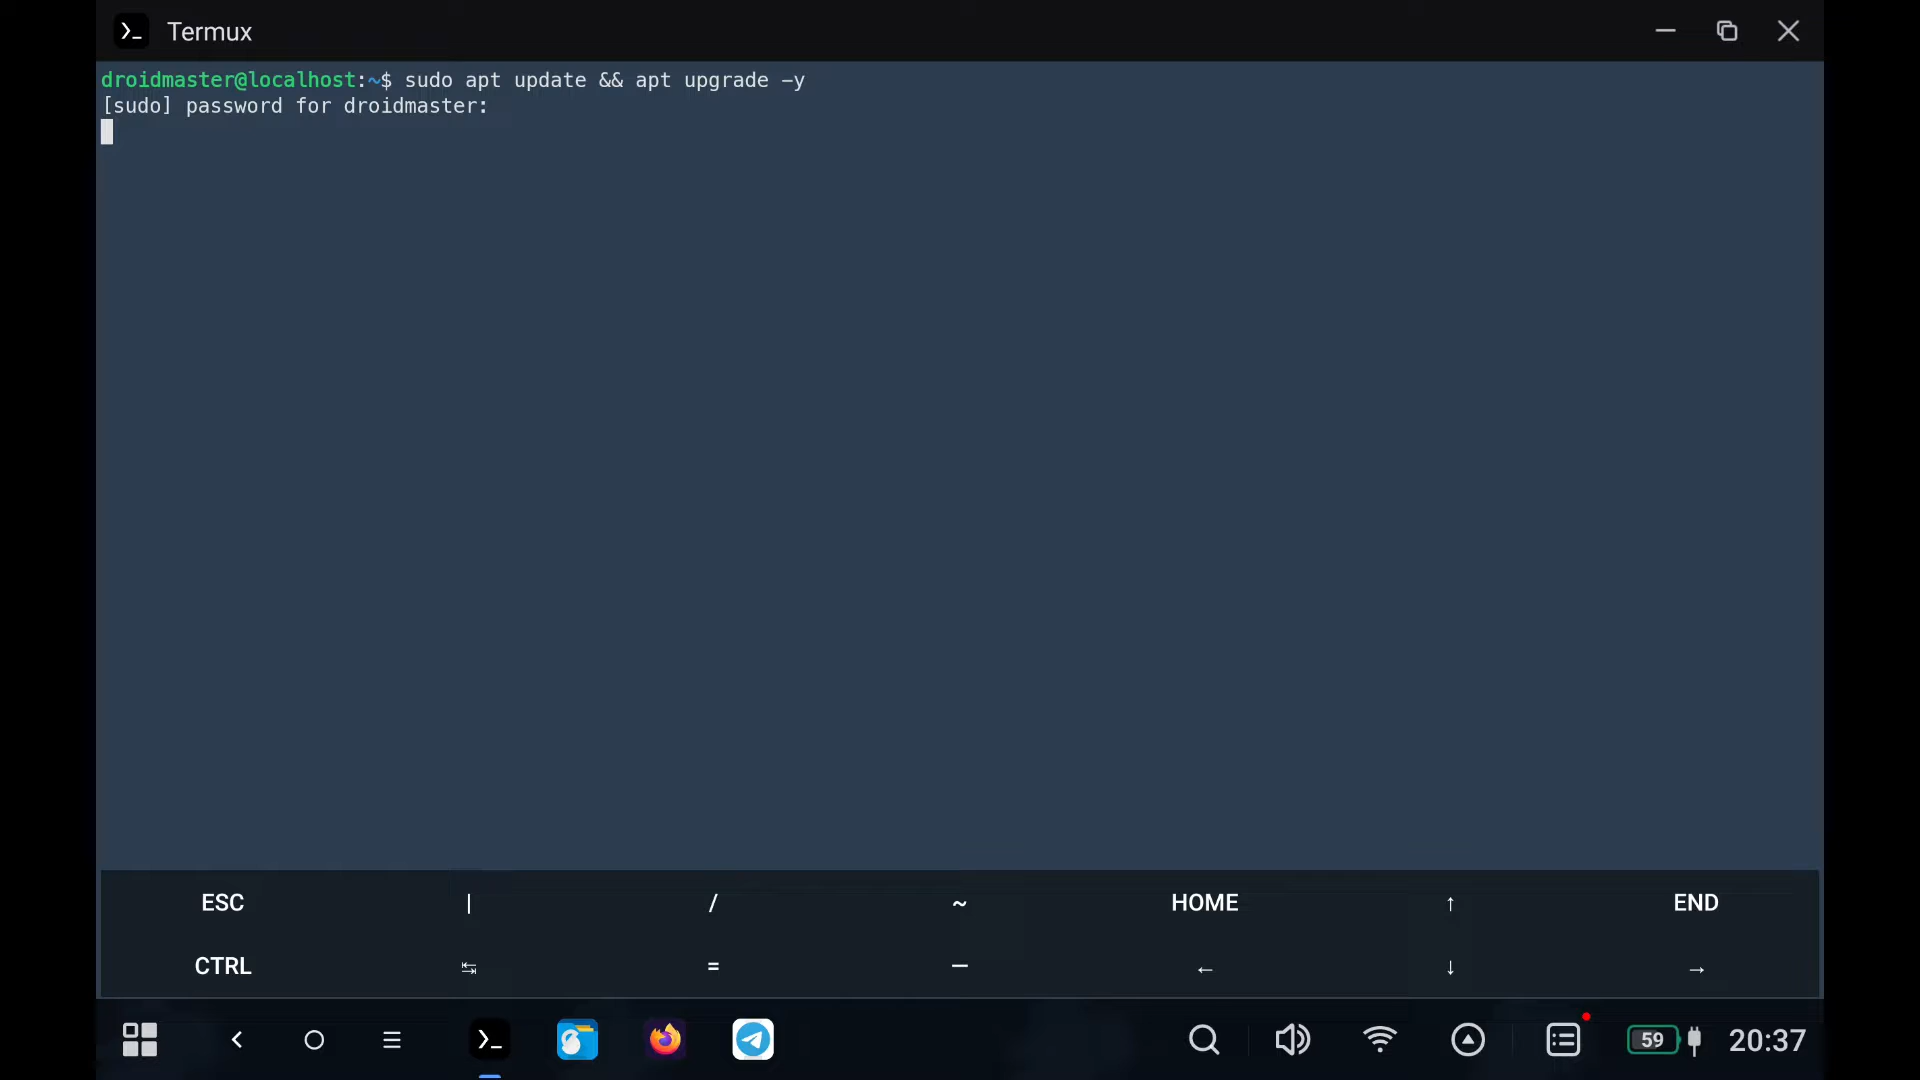 Termux
droidmaster@localhost:~$ sudo apt update && apt upgrade -y
[sudo] password for droidmaster:
ESC | / ~ HOME ↑ END
CTRL ↹ = — ← ↓ →
59 20:37